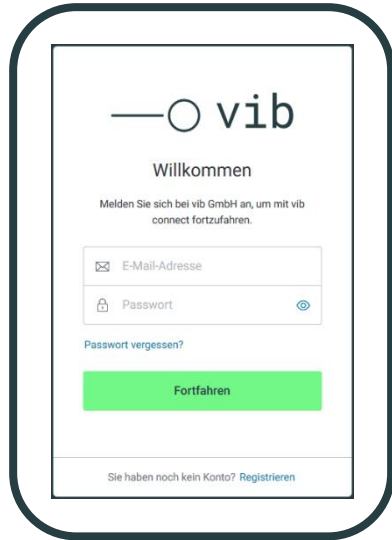 vib
Willkommen
Melden Sie sich bei vib GmbH an, um mit vib
connect fortzufahren.
E-Mail-Adresse
Passwort
Passwort vergessen?
Fortfahren
Sie haben noch kein Konto? Registrieren